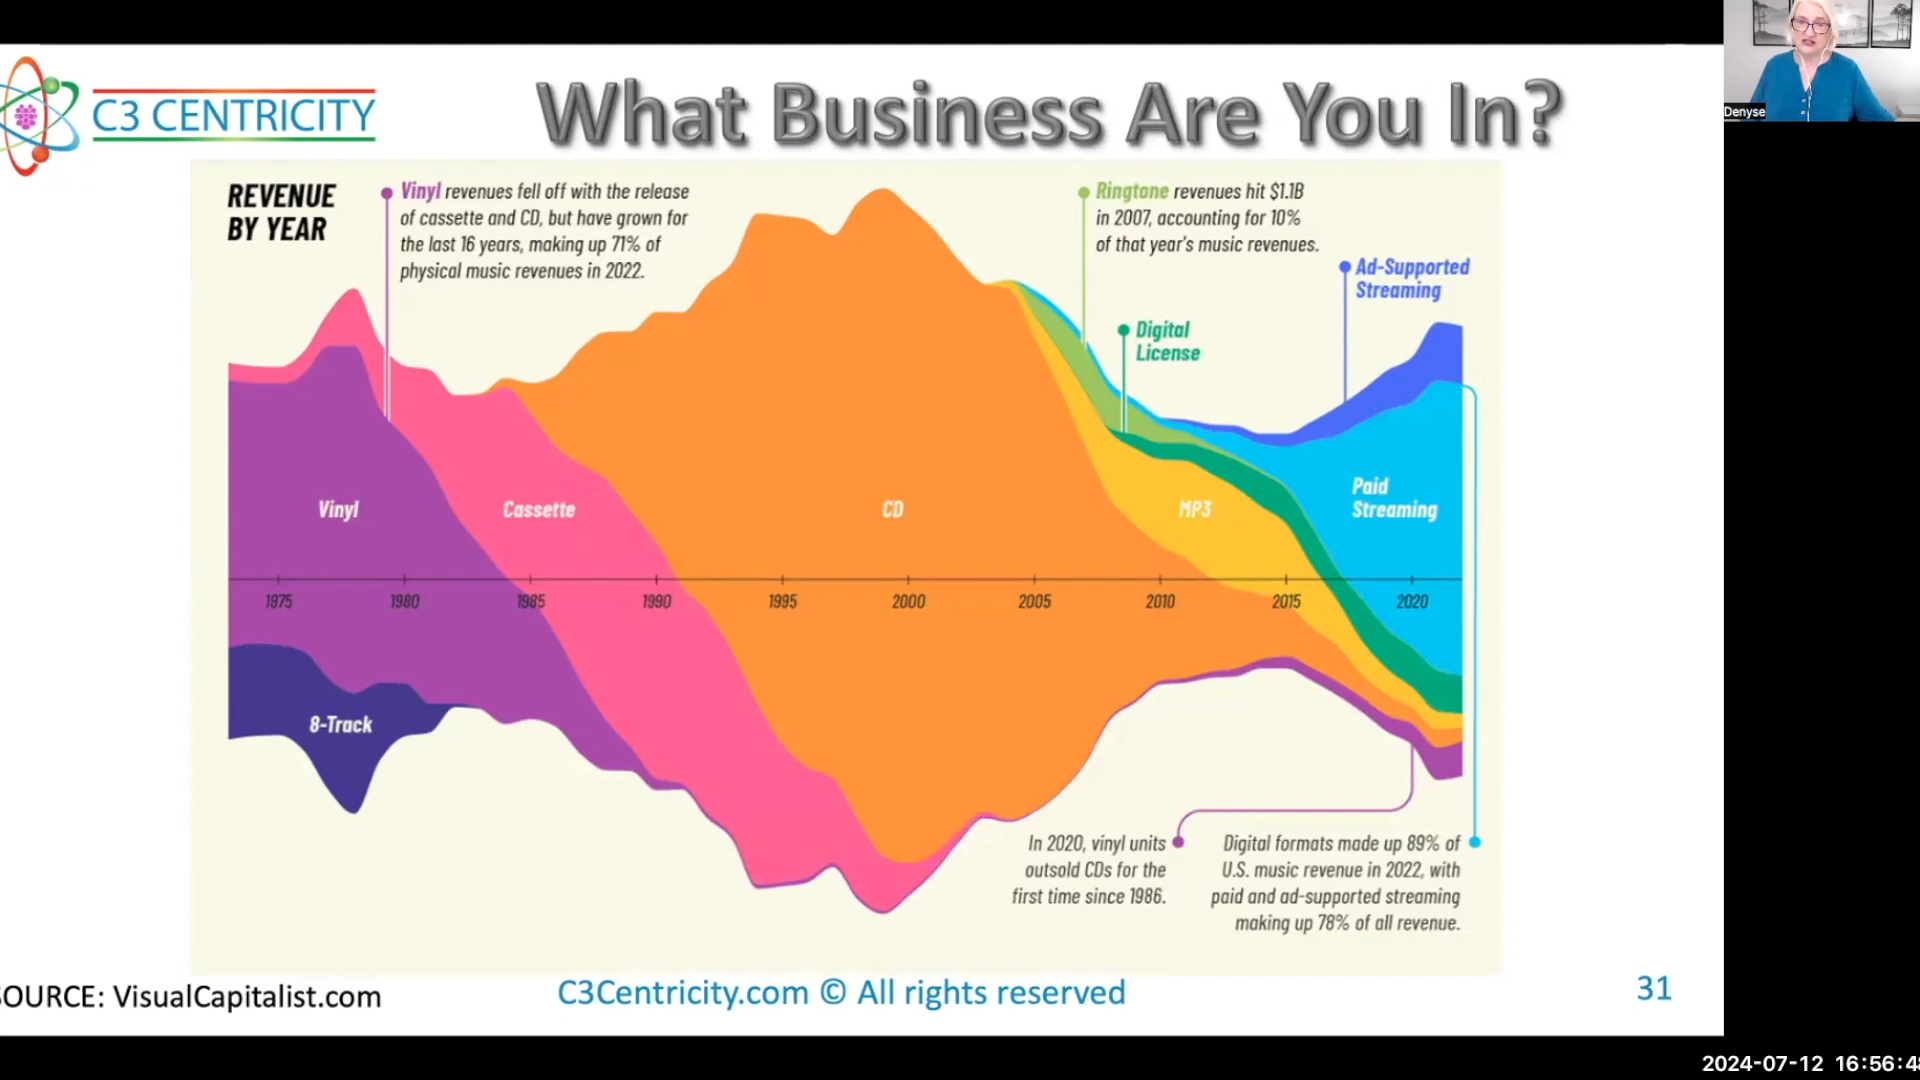 C3 CENTRICITY
What Business Are You In?
Denyse
REVENUE
BY YEAR
Vinyl revenues fell off with the release
of cassette and CD, but have grown for
the last 16 years, making up 71% of
physical music revenues in 2022.
Ringtone revenues hit $1.1B
in 2007, accounting for 10%
of that year's music revenues.
Ad-Supported
Streaming
Digital
License
Vinyl
Cassette
CD
MP3
Paid
Streaming
1975 1980 1985 1990 1995 2000 2005 2010 2015 2020
8-Track
In 2020, vinyl units
outsold CDs for the
first time since 1986.
Digital formats made up 89% of
U.S. music revenue in 2022, with
paid and ad-supported streaming
making up 78% of all revenue.
SOURCE: VisualCapitalist.com
C3Centricity.com © All rights reserved
31
2024-07-12 16:56:4